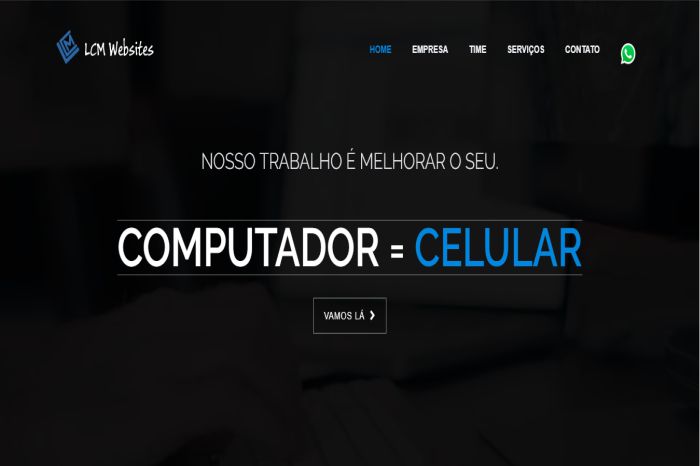 LCM Websites
HOME EMPRESA TIME SERVIÇOS CONTATO
NOSSO TRABALHO É MELHORAR O SEU.
COMPUTADOR = CELULAR
VAMOS LÁ ❯